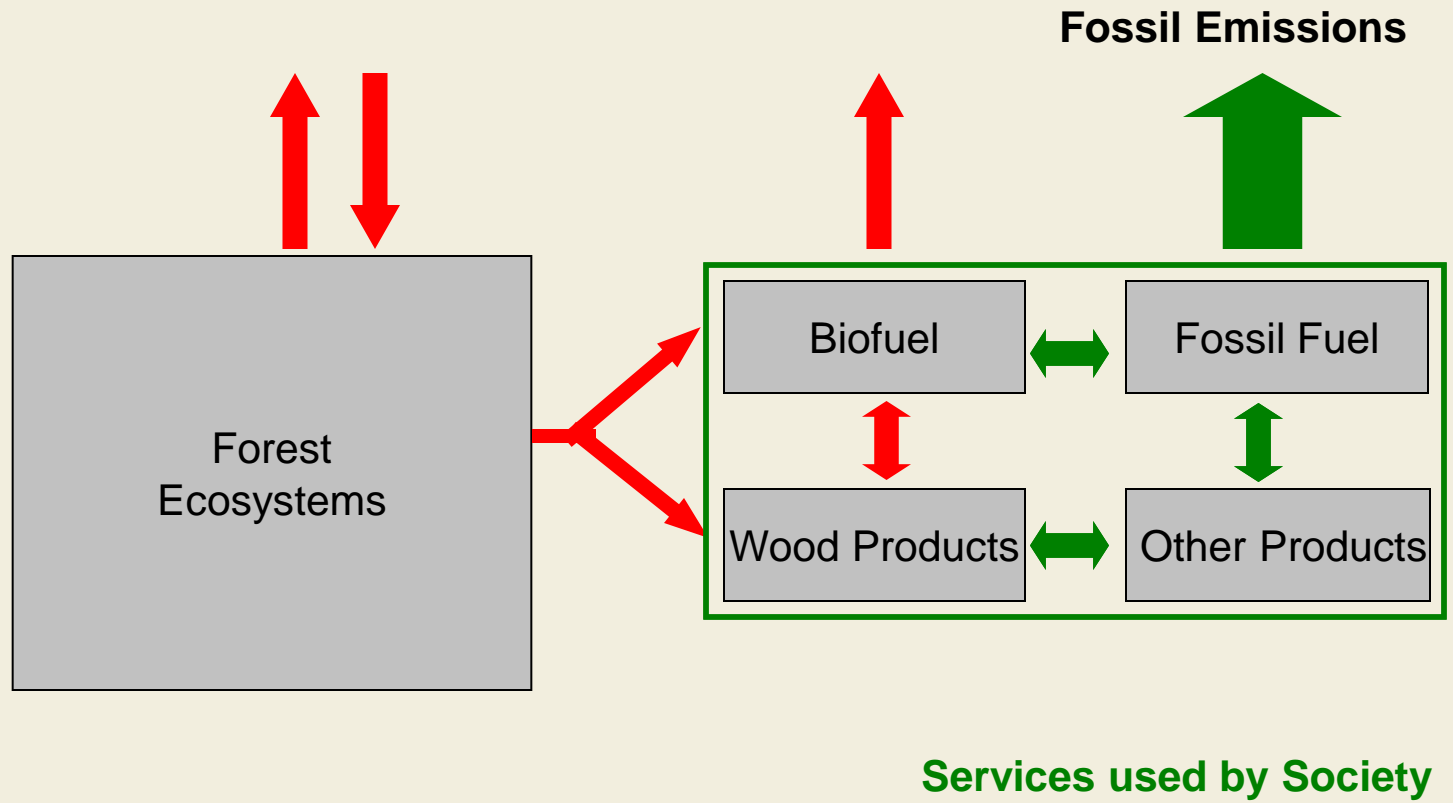 Fossil Emissions
Biofuel
Fossil Fuel
Forest
Ecosystems
Wood Products
Other Products
Services used by Society